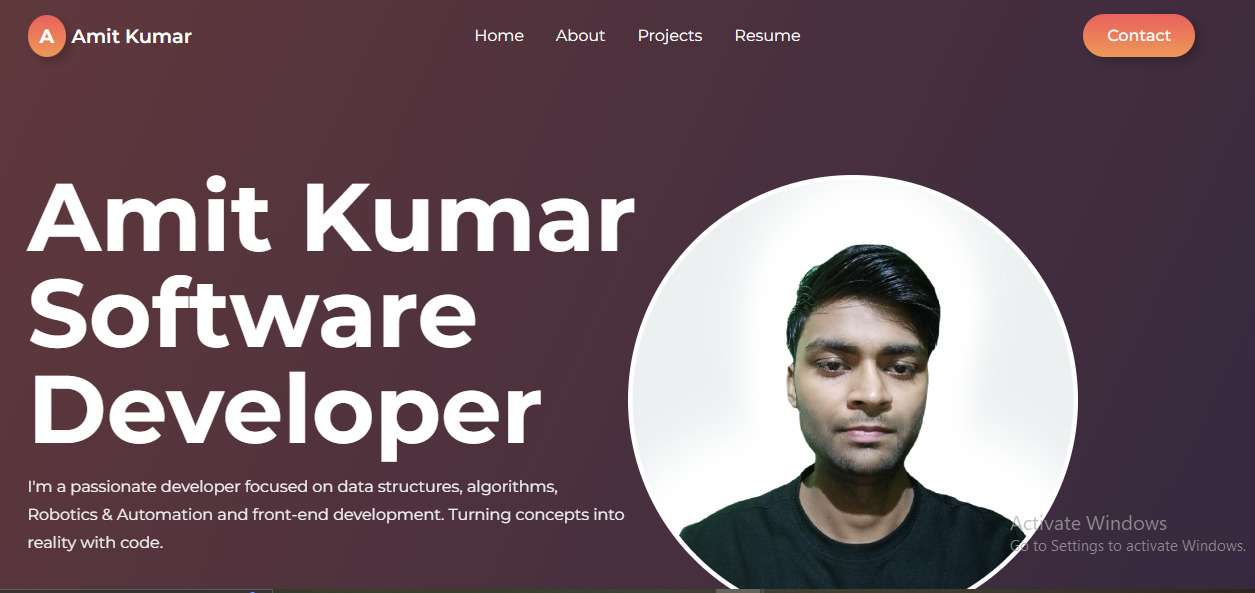 A Amit Kumar
Home About Projects Resume
Contact
Amit Kumar
Software
Developer
I'm a passionate developer focused on data structures, algorithms,
Robotics & Automation and front-end development. Turning concepts into
reality with code.
Activate Windows
Go to Settings to activate Windows.